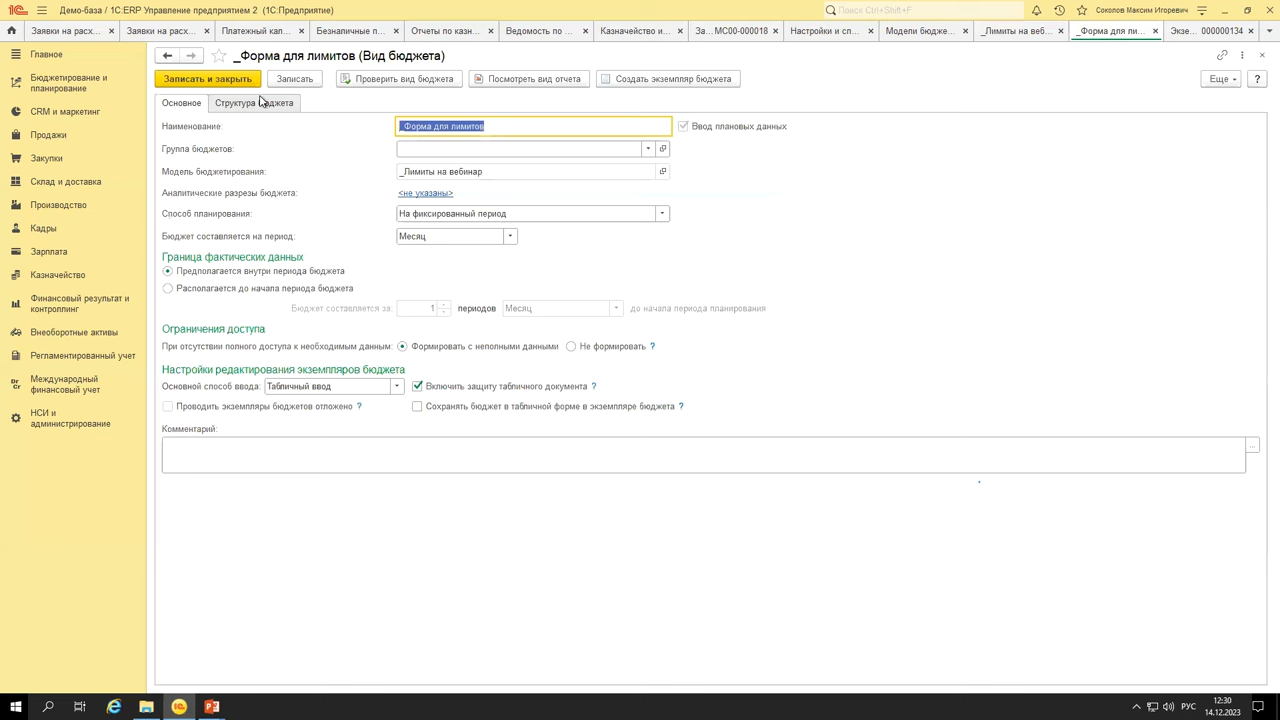 Демо-база / 1С:ERP Управление предприятием 2 (1С:Предприятие)
Поиск Ctrl+Shift+F
Соколов Максим Игоревич
Заявки на расх...
Заявки на расх...
Платежный кал...
Безналичные п...
Отчеты по казн...
Ведомость по ...
Казначейство и...
За...МС00-000018
Настройки и сп...
Модели бюдже...
_Лимиты на веб...
_Форма для ли...
Экзе... 000000134
Главное
Бюджетирование и
планирование
CRM и маркетинг
Продажи
Закупки
Склад и доставка
Производство
Кадры
Зарплата
Казначейство
Финансовый результат и
контроллинг
Внеоборотные активы
Регламентированный учет
Международный
финансовый учет
НСИ и
администрирование
_Форма для лимитов (Вид бюджета)
Записать и закрыть
Записать
Проверить вид бюджета
Посмотреть вид отчета
Создать экземпляр бюджета
Еще
?
Основное
Структура бюджета
Наименование:
_Форма для лимитов
Ввод плановых данных
Группа бюджетов:
Модель бюджетирования:
_Лимиты на вебинар
Аналитические разрезы бюджета:
<не указаны>
Способ планирования:
На фиксированный период
Бюджет составляется на период:
Месяц
Граница фактических данных
Предполагается внутри периода бюджета
Располагается до начала периода бюджета
Бюджет составляется за:
1
периодов
Месяц
до начала периода планирования
Ограничения доступа
При отсутствии полного доступа к необходимым данным:
Формировать с неполными данными
Не формировать ?
Настройки редактирования экземпляров бюджета
Основной способ ввода:
Табличный ввод
Включить защиту табличного документа ?
Проводить экземпляры бюджетов отложено ?
Сохранять бюджет в табличной форме в экземпляре бюджета ?
Комментарий:
...
РУС
12:30
14.12.2023